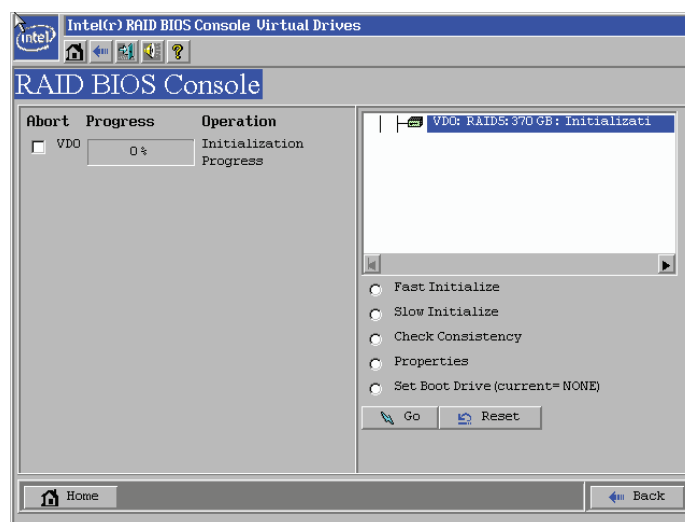 Intel(r) RAID BIOS Console Virtual Drives
intel
RAID BIOS Console
Abort Progress Operation
VD0 0% Initialization
Progress
VD0: RAID5: 370 GB: Initializati
Fast Initialize
Slow Initialize
Check Consistency
Properties
Set Boot Drive (current= NONE)
Go Reset
Home Back